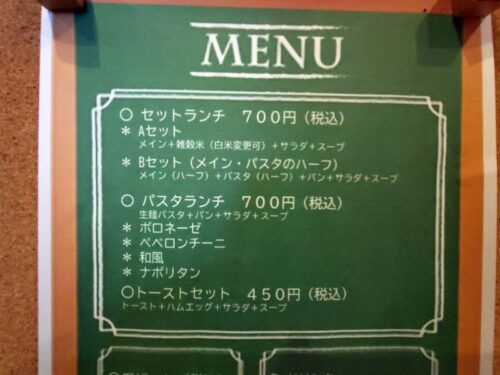 MENU
○ セットランチ 700円(税込)
* Aセット
メイン+雑穀米(白米変更可)+サラダ+スープ
* Bセット(メイン・パスタのハーフ)
メイン(ハーフ)+パスタ(ハーフ)+パン+サラダ+スープ
○ パスタランチ 700円(税込)
生麺パスタ+パン+サラダ+スープ
* ボロネーゼ
* ペペロンチーニ
* 和風
* ナポリタン
○トーストセット 450円(税込)
トースト+ハムエッグ+サラダ+スープ